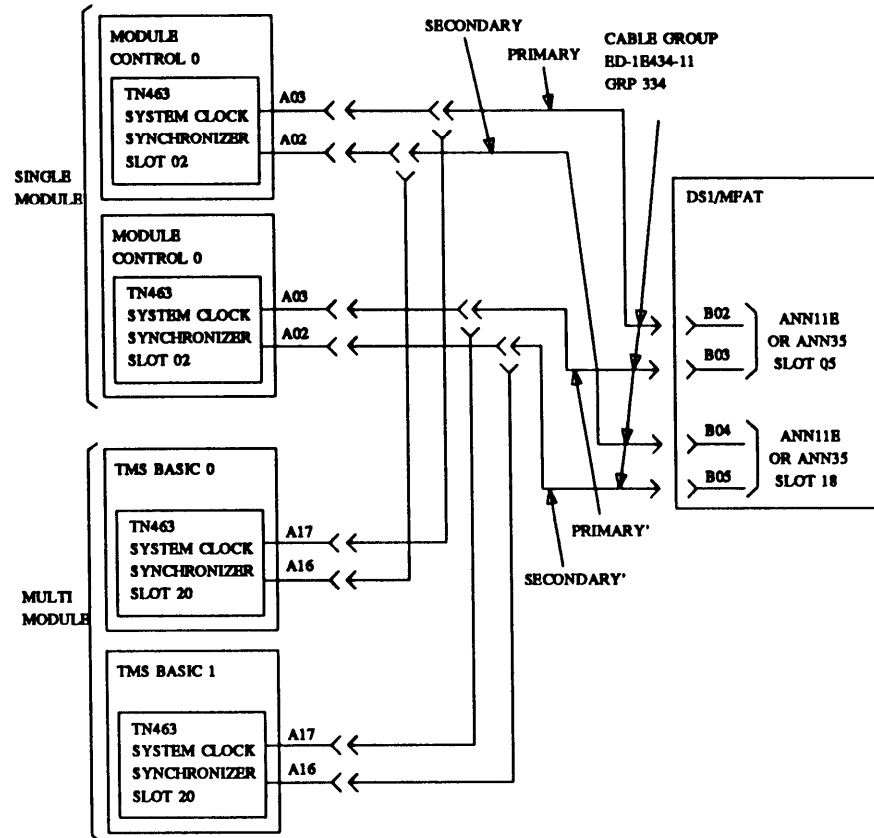 SECONDARY
PRIMARY
CABLE GROUP
ED-1E434-11
GRP 334
SINGLE
MODULE
MODULE
CONTROL 0
TN463
SYSTEM CLOCK
SYNCHRONIZER
SLOT 02
A03
A02
MODULE
CONTROL 0
TN463
SYSTEM CLOCK
SYNCHRONIZER
SLOT 02
A03
A02
DS1/MFAT
B02
B03
ANN11E
OR ANN35
SLOT 05
B04
B05
ANN11E
OR ANN35
SLOT 18
PRIMARY'
SECONDARY'
MULTI
MODULE
TMS BASIC 0
TN463
SYSTEM CLOCK
SYNCHRONIZER
SLOT 20
A17
A16
TMS BASIC 1
TN463
SYSTEM CLOCK
SYNCHRONIZER
SLOT 20
A17
A16